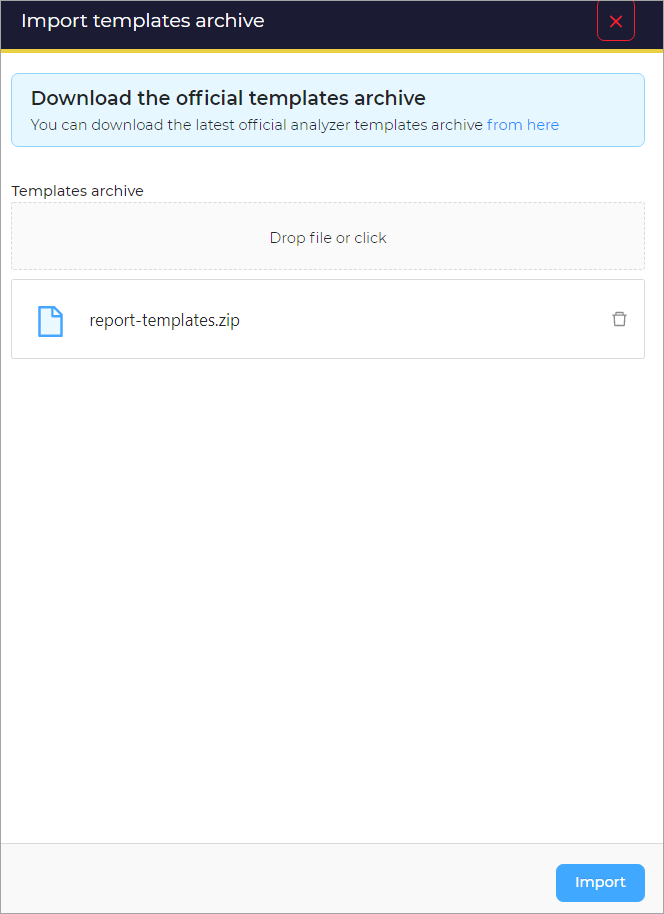 Import templates archive
Download the official templates archive
You can download the latest official analyzer templates archive from here
Templates archive
Drop file or click
report-templates.zip
Import